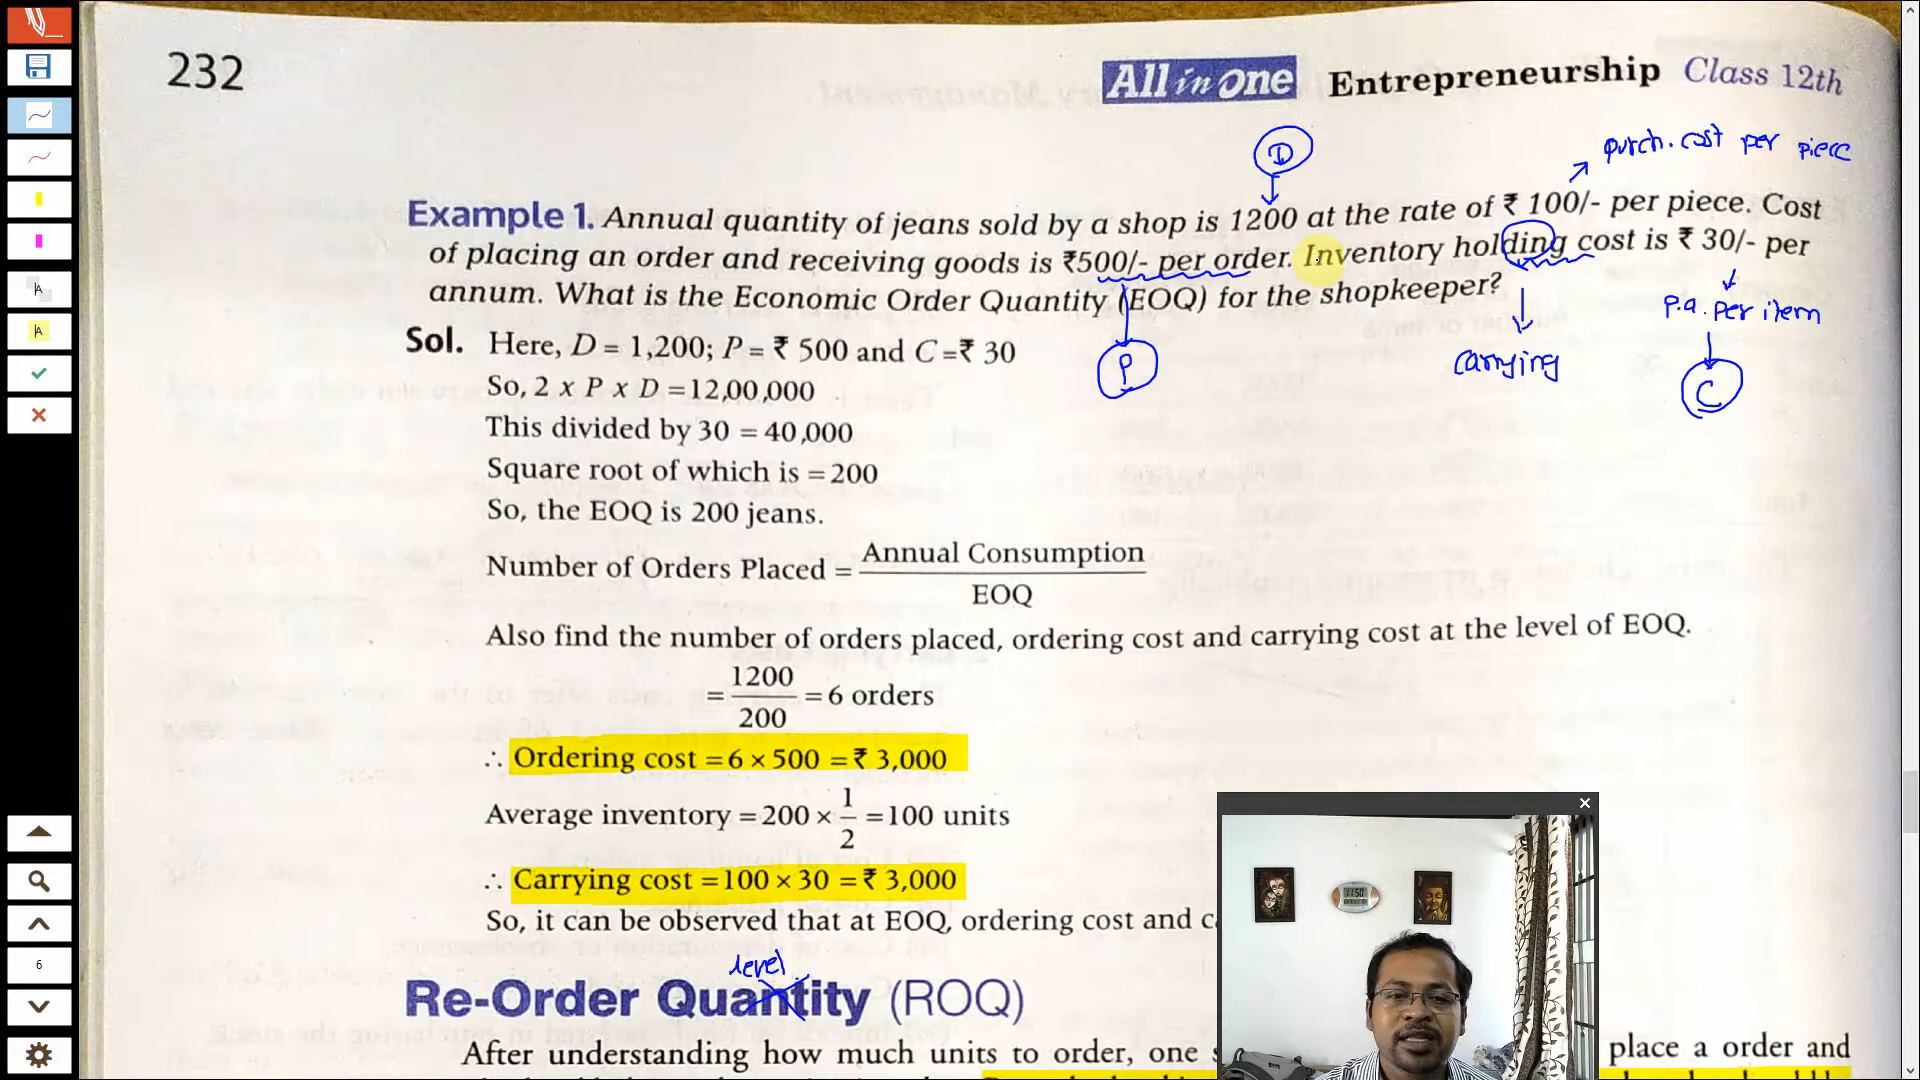 232
All in One Entrepreneurship Class 12th
D
purch. cost per piece
Example 1. Annual quantity of jeans sold by a shop is 1200 at the rate of ₹ 100/- per piece. Cost
of placing an order and receiving goods is ₹500/- per order. Inventory holding cost is ₹ 30/- per
annum. What is the Economic Order Quantity (EOQ) for the shopkeeper?
p.a. per item
Sol. Here, D = 1,200; P = ₹ 500 and C =₹ 30
P
carrying
C
So, 2 x P x D =12,00,000
This divided by 30 = 40,000
Square root of which is = 200
So, the EOQ is 200 jeans.
Number of Orders Placed = Annual Consumption
EOQ
Also find the number of orders placed, ordering cost and carrying cost at the level of EOQ.
= 1200
200 = 6 orders
∴ Ordering cost = 6 × 500 = ₹ 3,000
Average inventory = 200 × 1
2 = 100 units
∴ Carrying cost = 100 × 30 = ₹ 3,000
So, it can be observed that at EOQ, ordering cost and c
level
Re-Order Quantity (ROQ)
After understanding how much units to order, one s
place a order and
A
A
6
11:50